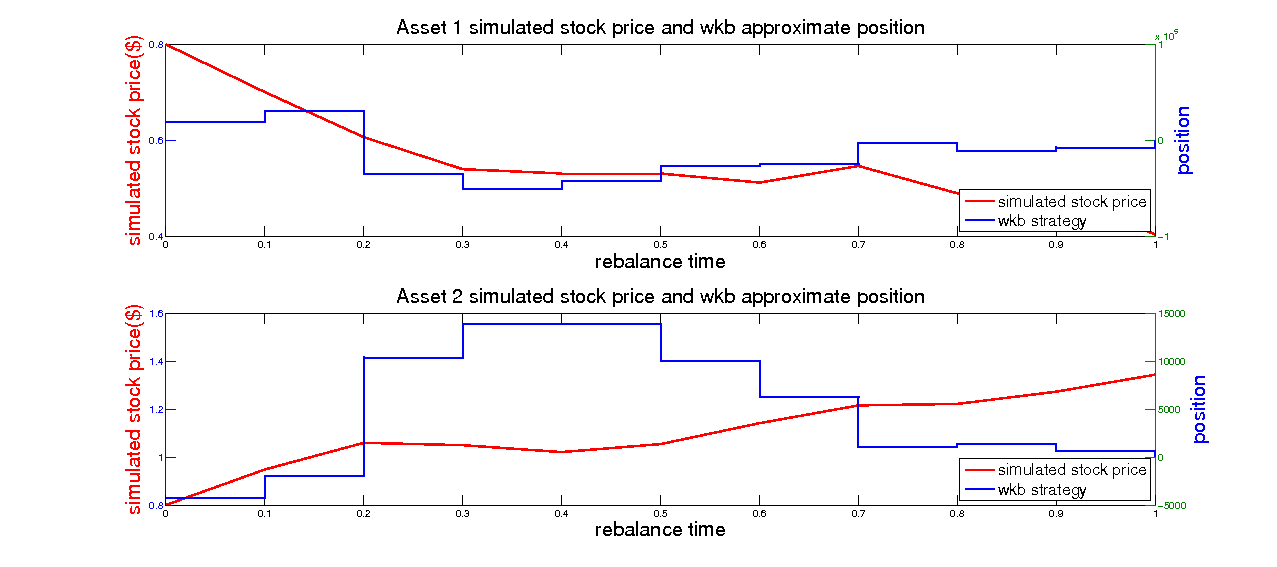 Asset 1 simulated stock price and wkb approximate position
simulated stock price($)
0.8
0.6
0.4
0 0.1 0.2 0.3 0.4 0.5 0.6 0.7 0.8 0.9 1
rebalance time
x 10
1
0
-1
position
simulated stock price
wkb strategy
Asset 2 simulated stock price and wkb approximate position
simulated stock price($)
1.6
1.4
1.2
1
0.8
0 0.1 0.2 0.3 0.4 0.5 0.6 0.7 0.8 0.9 1
rebalance time
15000
10000
5000
0
-5000
position
simulated stock price
wkb strategy